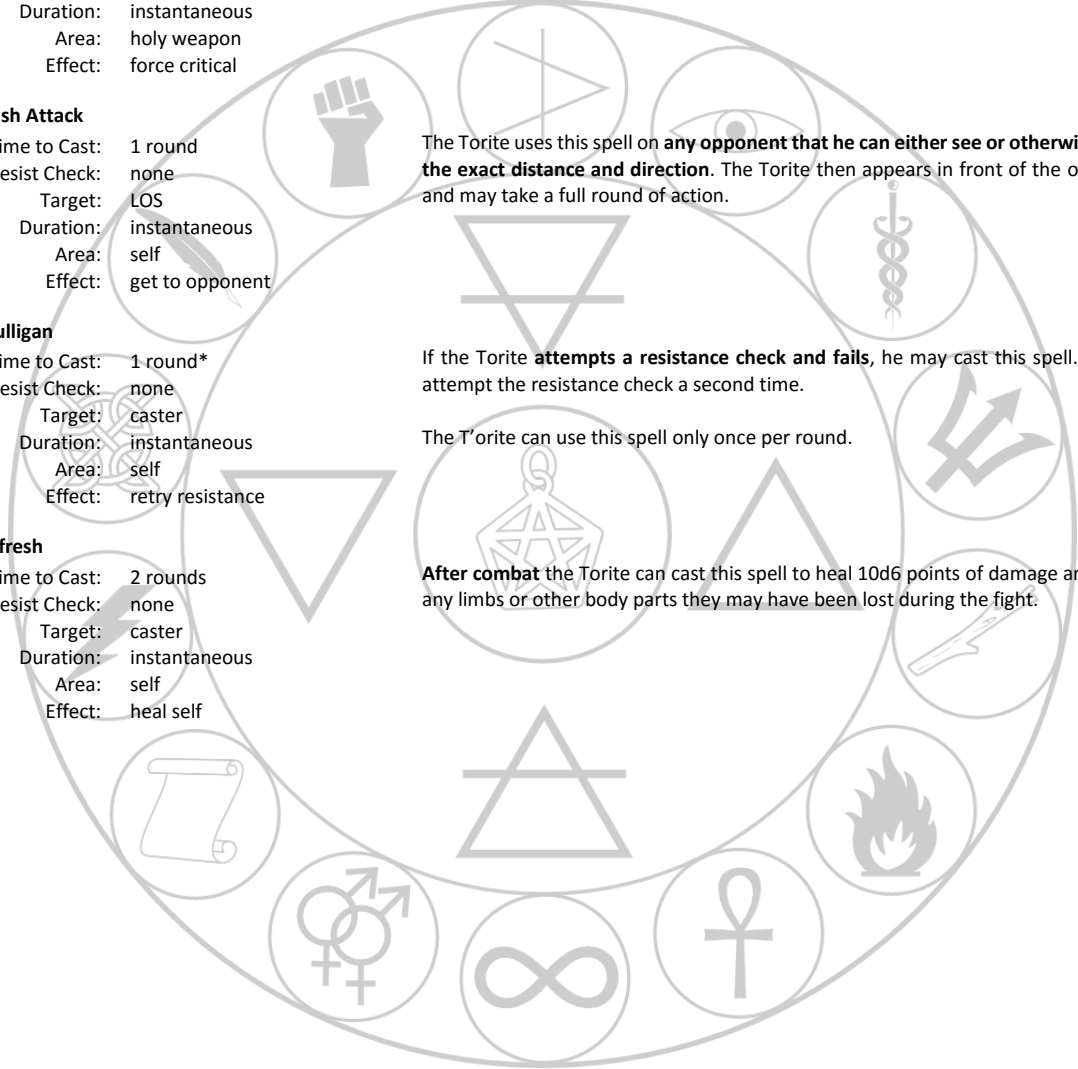 Duration: instantaneous
Area: holy weapon
Effect: force critical
sh Attack
ime to Cast: 1 round
esist Check: none
Target: LOS
Duration: instantaneous
Area: self
Effect: get to opponent
The Torite uses this spell on any opponent that he can either see or otherwi
the exact distance and direction. The Torite then appears in front of the o
and may take a full round of action.
ulligan
ime to Cast: 1 round*
esist Check: none
Target: caster
Duration: instantaneous
Area: self
Effect: retry resistance
If the Torite attempts a resistance check and fails, he may cast this spell.
attempt the resistance check a second time.
The T’orite can use this spell only once per round.
fresh
ime to Cast: 2 rounds
esist Check: none
Target: caster
Duration: instantaneous
Area: self
Effect: heal self
After combat the Torite can cast this spell to heal 10d6 points of damage an
any limbs or other body parts they may have been lost during the fight.